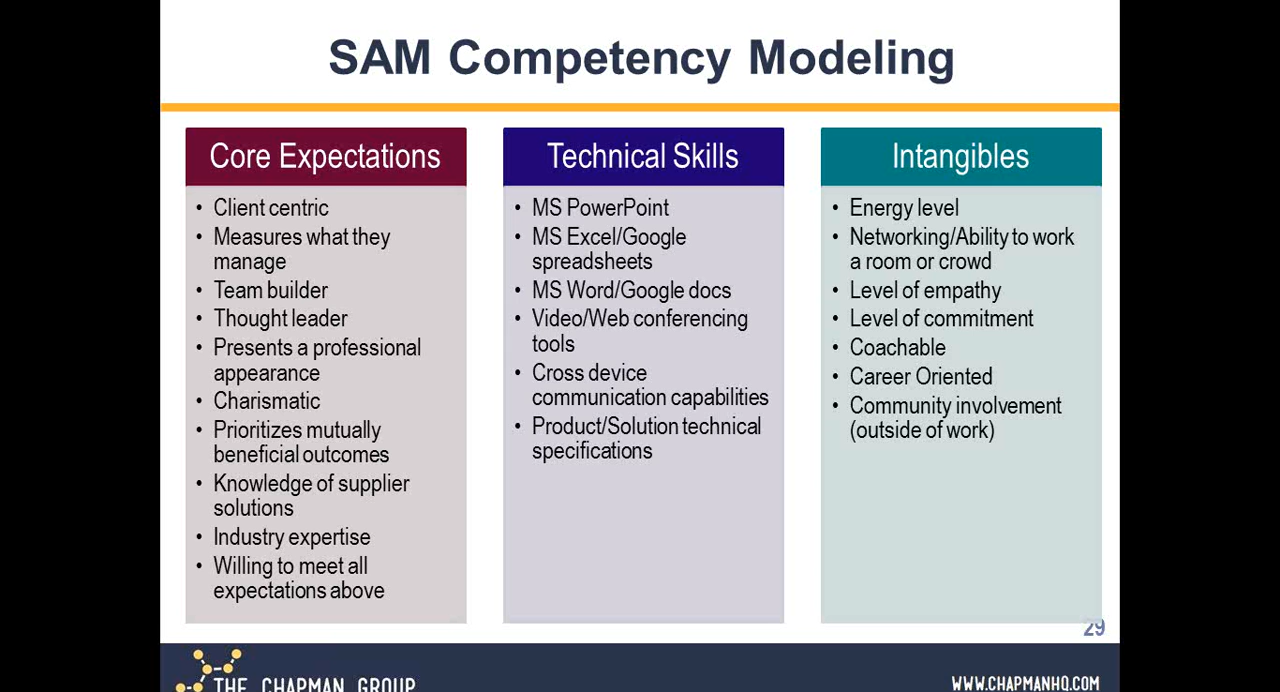 SAM Competency Modeling
Core Expectations
• Client centric
• Measures what they
manage
• Team builder
• Thought leader
• Presents a professional
appearance
• Charismatic
• Prioritizes mutually
beneficial outcomes
• Knowledge of supplier
solutions
• Industry expertise
• Willing to meet all
expectations above
Technical Skills
• MS PowerPoint
• MS Excel/Google
spreadsheets
• MS Word/Google docs
• Video/Web conferencing
tools
• Cross device
communication capabilities
• Product/Solution technical
specifications
Intangibles
• Energy level
• Networking/Ability to work
a room or crowd
• Level of empathy
• Level of commitment
• Coachable
• Career Oriented
• Community involvement
(outside of work)
29
THE CHAPMAN GROUP
WWW.CHAPMANHQ.COM